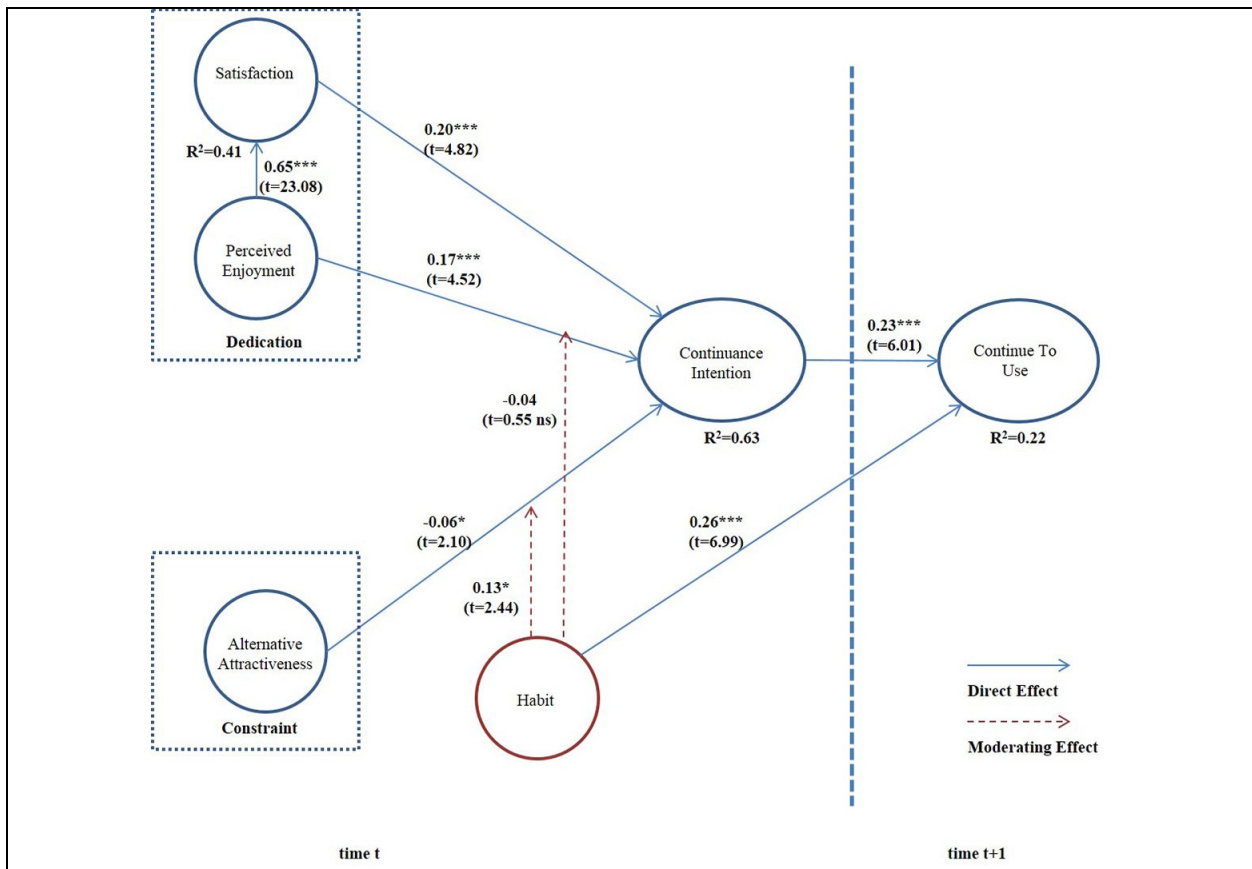 Satisfaction
R²=0.41
0.65***
(t=23.08)
Perceived
Enjoyment
Dedication
0.20***
(t=4.82)
0.17***
(t=4.52)
Continuance
Intention
R²=0.63
0.23***
(t=6.01)
Continue To
Use
R²=0.22
-0.04
(t=0.55 ns)
-0.06*
(t=2.10)
0.26***
(t=6.99)
0.13*
(t=2.44)
Alternative
Attractiveness
Constraint
Habit
Direct Effect
Moderating Effect
time t
time t+1